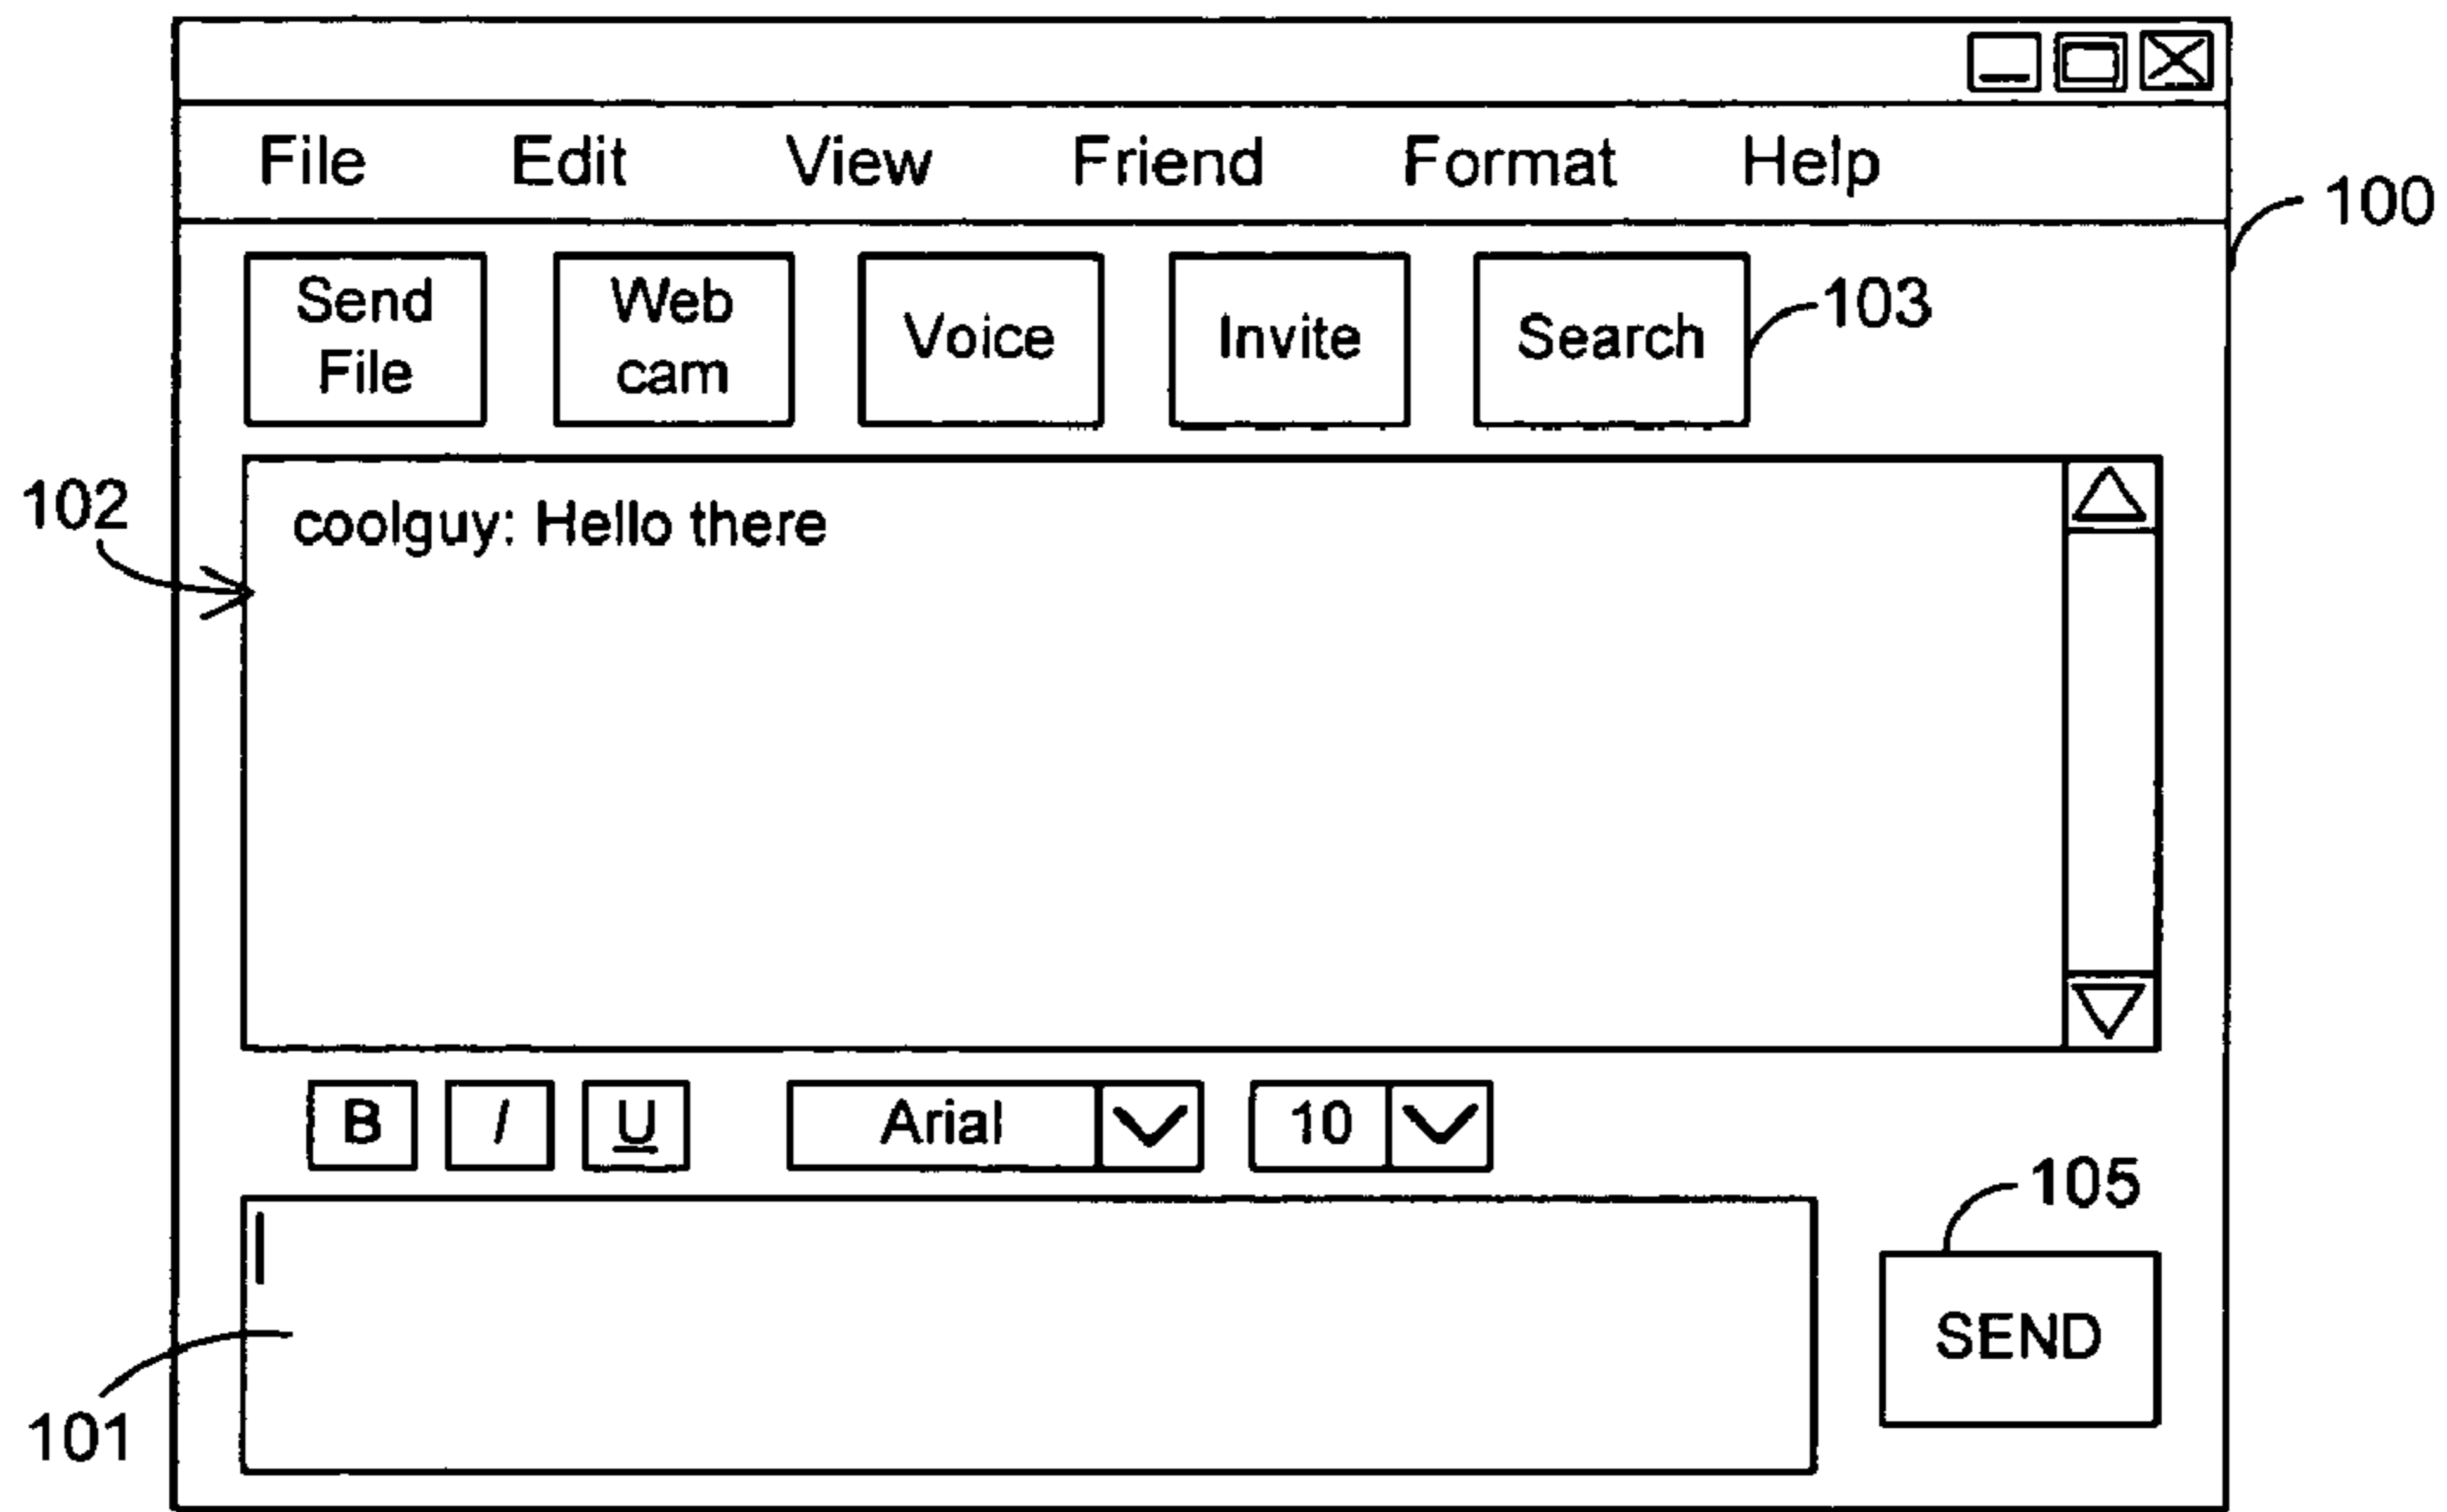 File Edit View Friend Format Help
100
Send File
Web cam
Voice
Invite
Search
103
102
coolguy: Hello there
B I U Arial 10
105
SEND
101